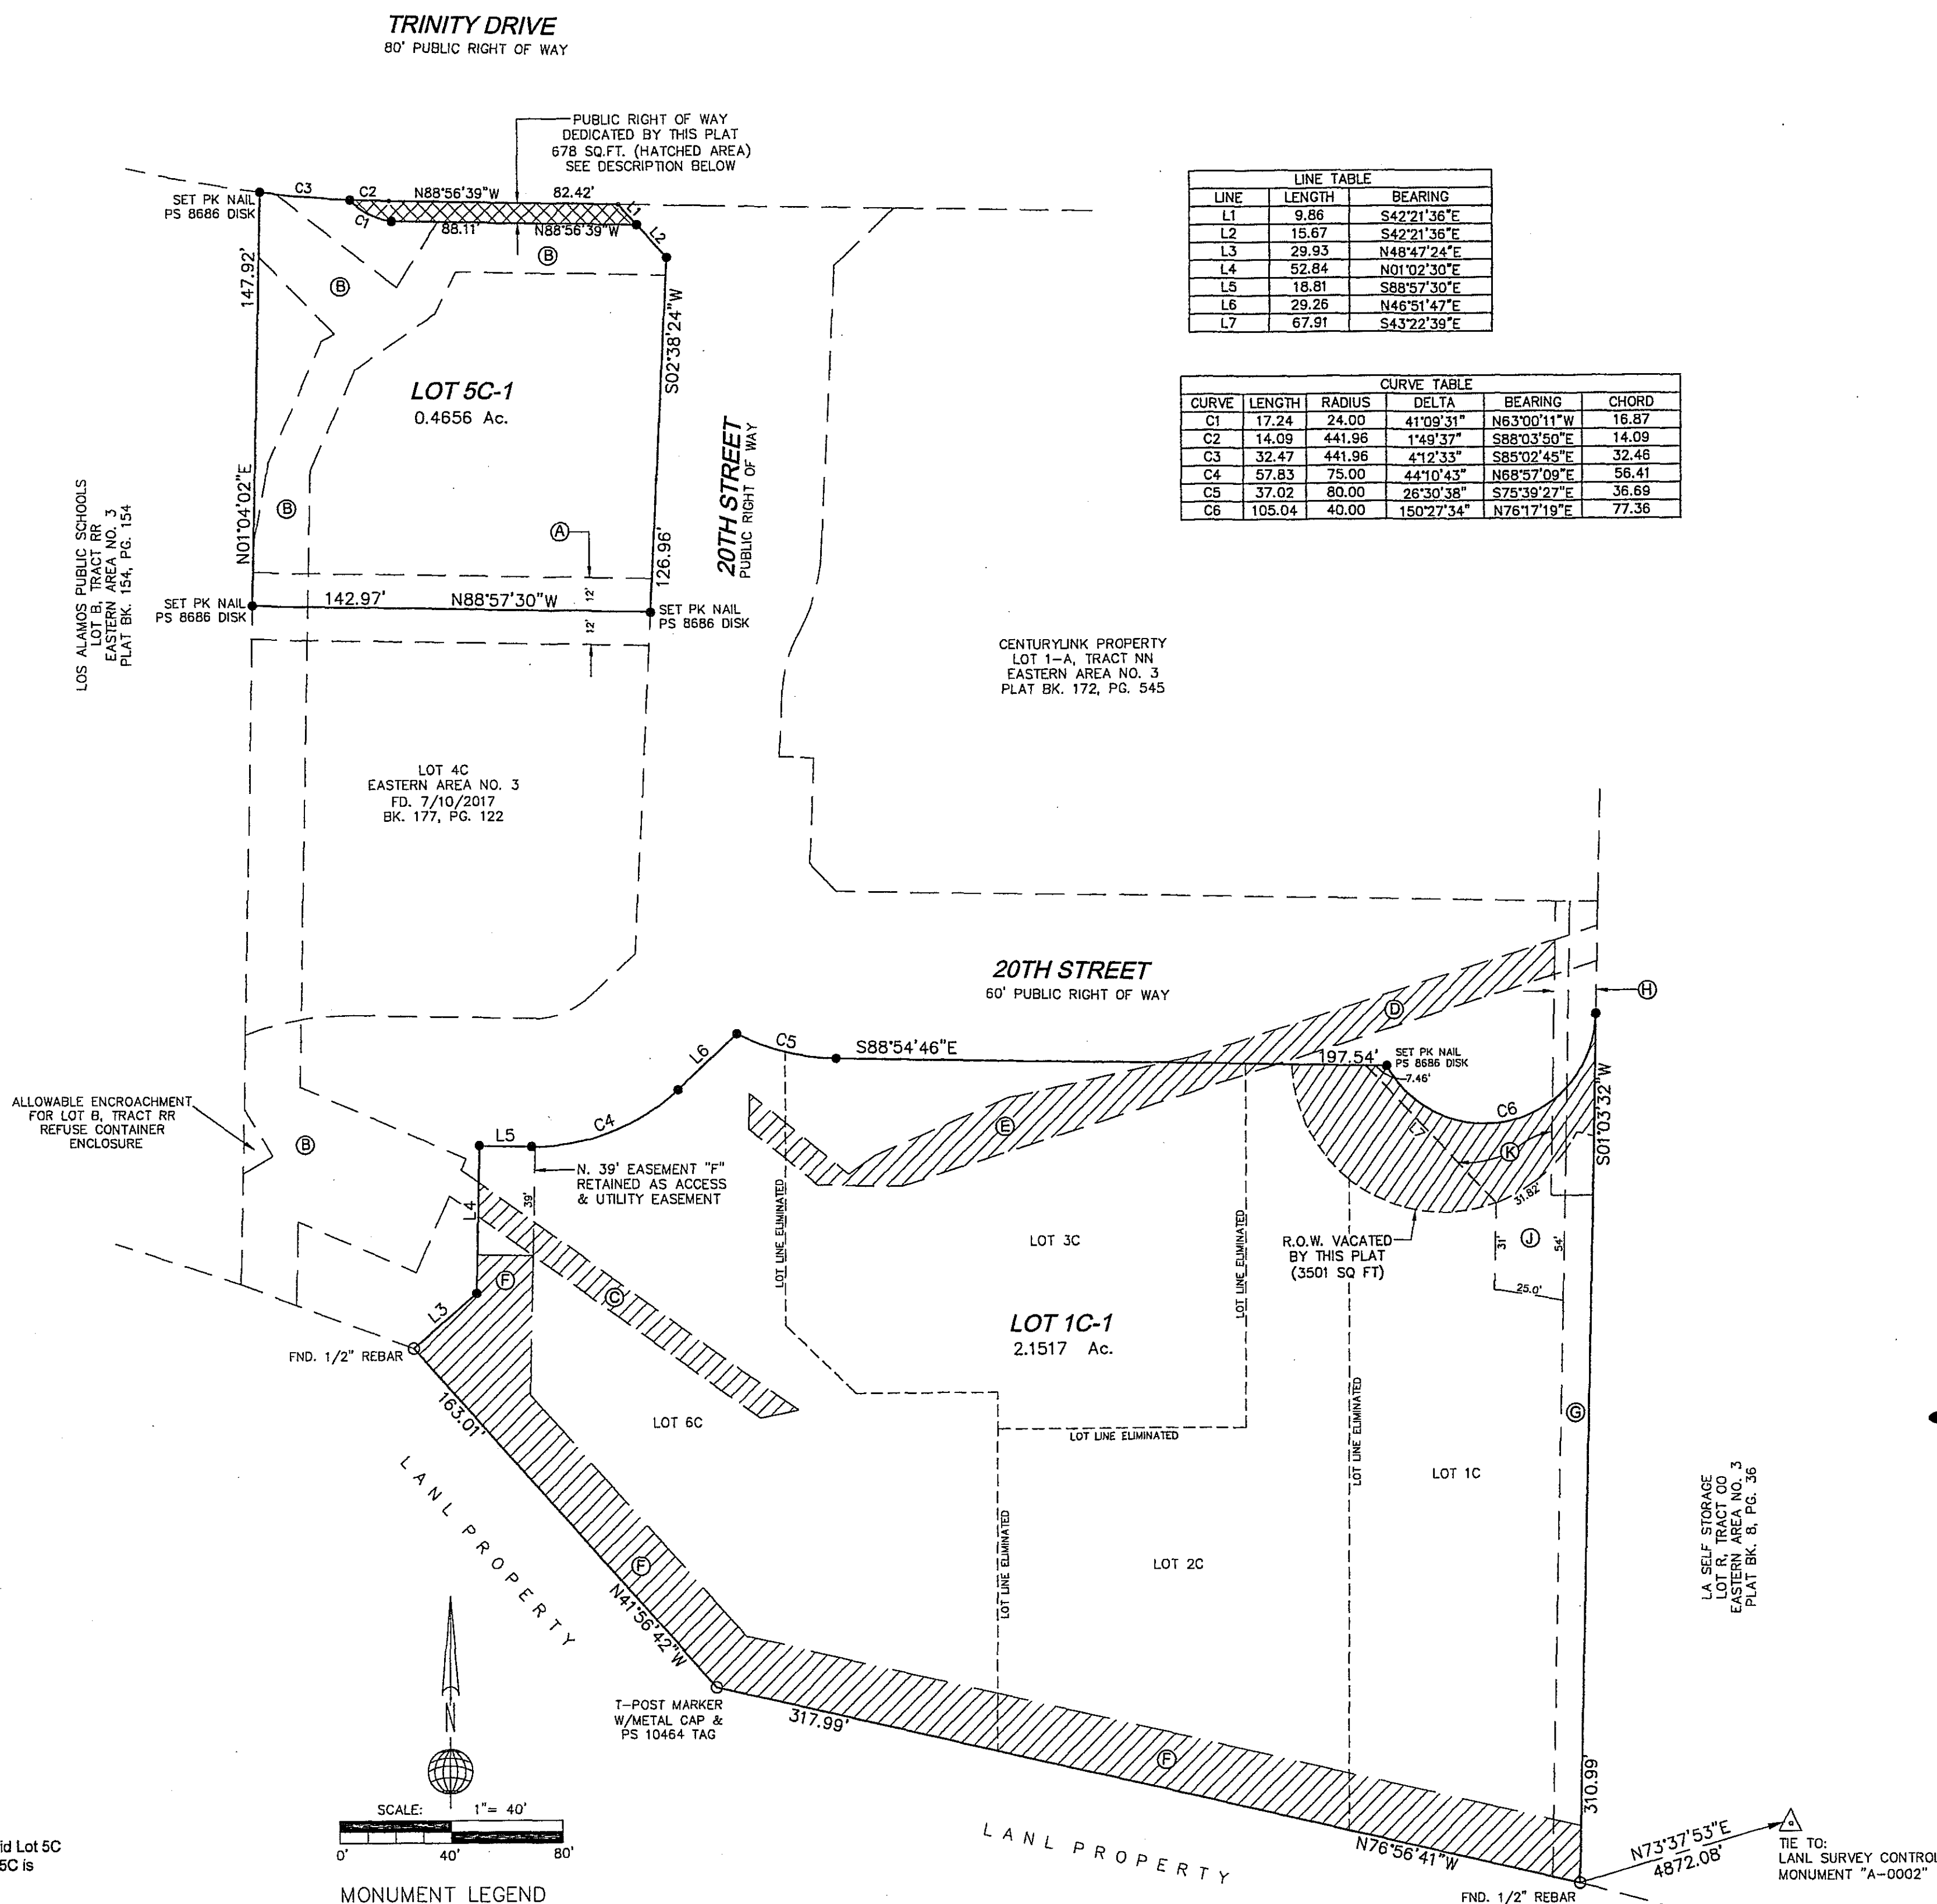 TRINITY DRIVE
80' PUBLIC RIGHT OF WAY
PUBLIC RIGHT OF WAY
DEDICATED BY THIS PLAT
678 SQ.FT. (HATCHED AREA)
SEE DESCRIPTION BELOW
SET PK NAIL
PS 8686 DISK
C3
C2
N88°56'39"W
82.42'
L1
C1
88.11'
N88°56'39"W
L2
B
B
147.92'
N01°04'02"E
S02°38'24"W
126.96'
LOT 5C-1
0.4656 Ac.
B
A
12'
12'
20TH STREET
PUBLIC RIGHT OF WAY
LOS ALAMOS PUBLIC SCHOOLS
LOT B, TRACT RR
EASTERN AREA NO. 3
PLAT BK. 154, PG. 154
SET PK NAIL
PS 8686 DISK
142.97'
N88°57'30"W
SET PK NAIL
PS 8686 DISK
LINE TABLE
LINE LENGTH BEARING
L1 9.86 S42°21'36"E
L2 15.67 S42°21'36"E
L3 29.93 N48°47'24"E
L4 52.84 N01°02'30"E
L5 18.81 S88°57'30"E
L6 29.26 N46°51'47"E
L7 67.91 S43°22'39"E
CURVE TABLE
CURVE LENGTH RADIUS DELTA BEARING CHORD
C1 17.24 24.00 41°09'31" N63°00'11"W 16.87
C2 14.09 441.96 1°49'37" S88°03'50"E 14.09
C3 32.47 441.96 4°12'33" S85°02'45"E 32.46
C4 57.83 75.00 44°10'43" N68°57'09"E 56.41
C5 37.02 80.00 26°30'38" S75°39'27"E 36.69
C6 105.04 40.00 150°27'34" N76°17'19"E 77.36
CENTURYLINK PROPERTY
LOT 1-A, TRACT NN
EASTERN AREA NO. 3
PLAT BK. 172, PG. 545
LOT 4C
EASTERN AREA NO. 3
FD. 7/10/2017
BK. 177, PG. 122
20TH STREET
60' PUBLIC RIGHT OF WAY
D
H
L6
C5
S88°54'46"E
197.54'
SET PK NAIL
PS 8686 DISK
7.46'
C6
S01°03'32"W
L7
K
31.82'
ALLOWABLE ENCROACHMENT
FOR LOT B, TRACT RR
REFUSE CONTAINER
ENCLOSURE
B
L5
C4
E
N. 39' EASEMENT "F"
RETAINED AS ACCESS
& UTILITY EASEMENT
39'
L4
LOT LINE ELIMINATED
LOT LINE ELIMINATED
LOT 3C
R.O.W. VACATED
BY THIS PLAT
(3501 SQ FT)
31'
J
54'
25.0'
F
C
L3
LOT 1C-1
2.1517 Ac.
FND. 1/2" REBAR
163.01'
LOT 6C
LOT LINE ELIMINATED
LOT LINE ELIMINATED
G
LOT 1C
LANL PROPERTY
LOT LINE ELIMINATED
LOT 2C
LA SELF STORAGE
LOT R, TRACT OO
EASTERN AREA NO. 3
PLAT BK. 8, PG. 36
F
N41°56'42"W
T-POST MARKER
W/METAL CAP &
PS 10464 TAG
317.99'
F
310.99'
N
SCALE: 1"= 40'
0' 40' 80'
MONUMENT LEGEND
id Lot 5C
5C is
LANL PROPERTY
N76°56'41"W
N73°37'53"E
4872.08'
TIE TO:
LANL SURVEY CONTROL
MONUMENT "A-0002"
FND. 1/2" REBAR